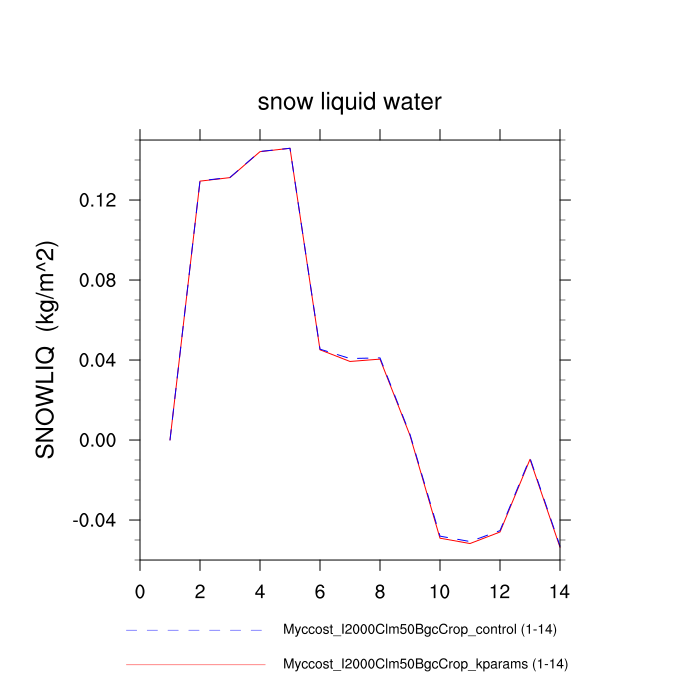 snow liquid water
SNOWLIQ (kg/m^2)
0.12
0.08
0.04
0.00
-0.04
0 2 4 6 8 10 12 14
Myccost_I2000Clm50BgcCrop_control (1-14)
Myccost_I2000Clm50BgcCrop_kparams (1-14)